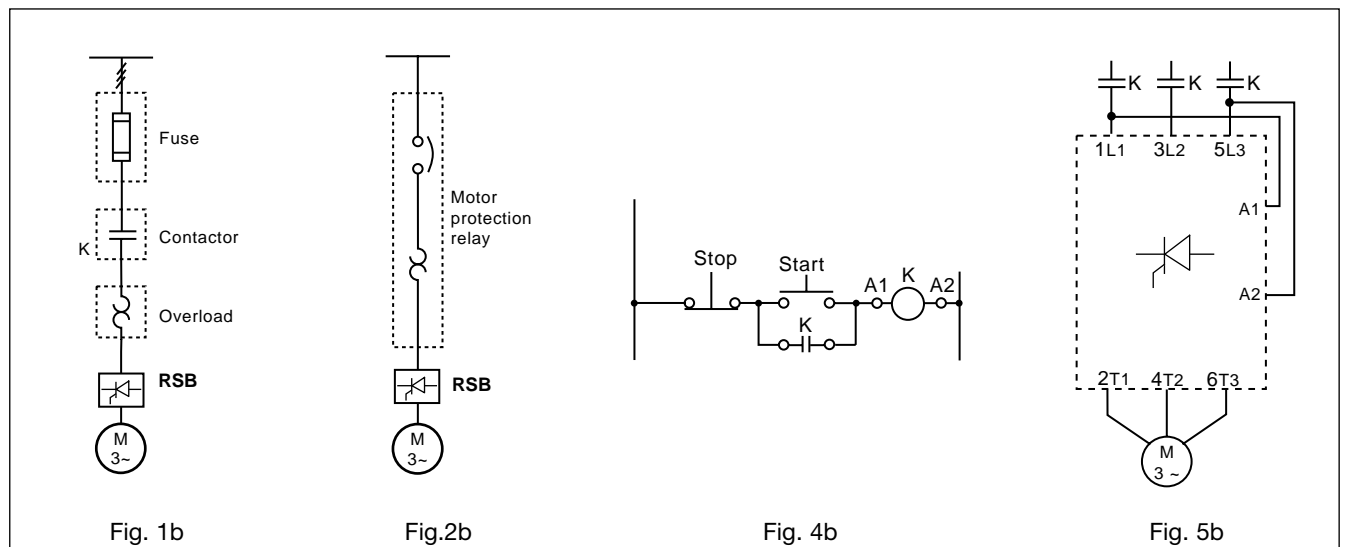 Fuse
K
Contactor
Overload
RSB
M
3~
Fig. 1b
Motor
protection
relay
RSB
M
3~
Fig.2b
Stop
Start
A1
K
A2
K
Fig. 4b
K
K
K
1L1
3L2
5L3
A1
A2
2T1
4T2
6T3
M
3 ~
Fig. 5b